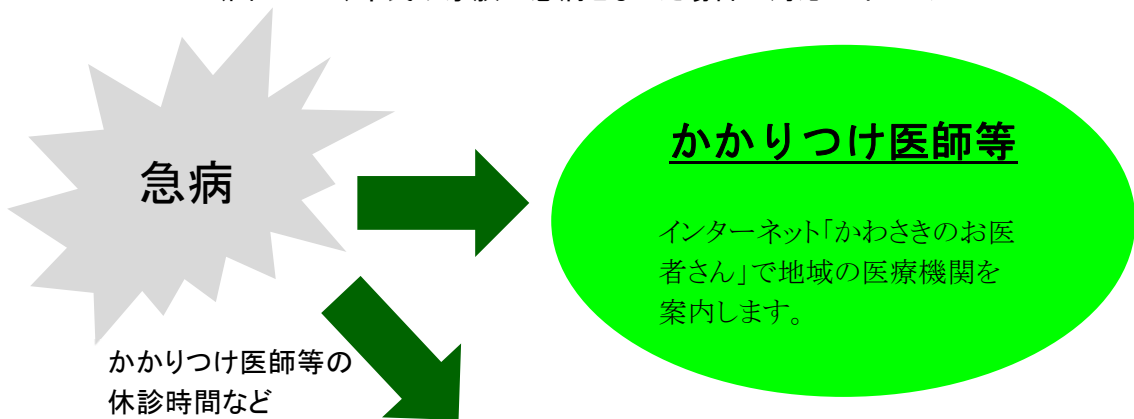 急病
かかりつけ医師等
インターネット「かわさきのお医
者さん」で地域の医療機関を
案内します。
かかりつけ医師等の
休診時間など